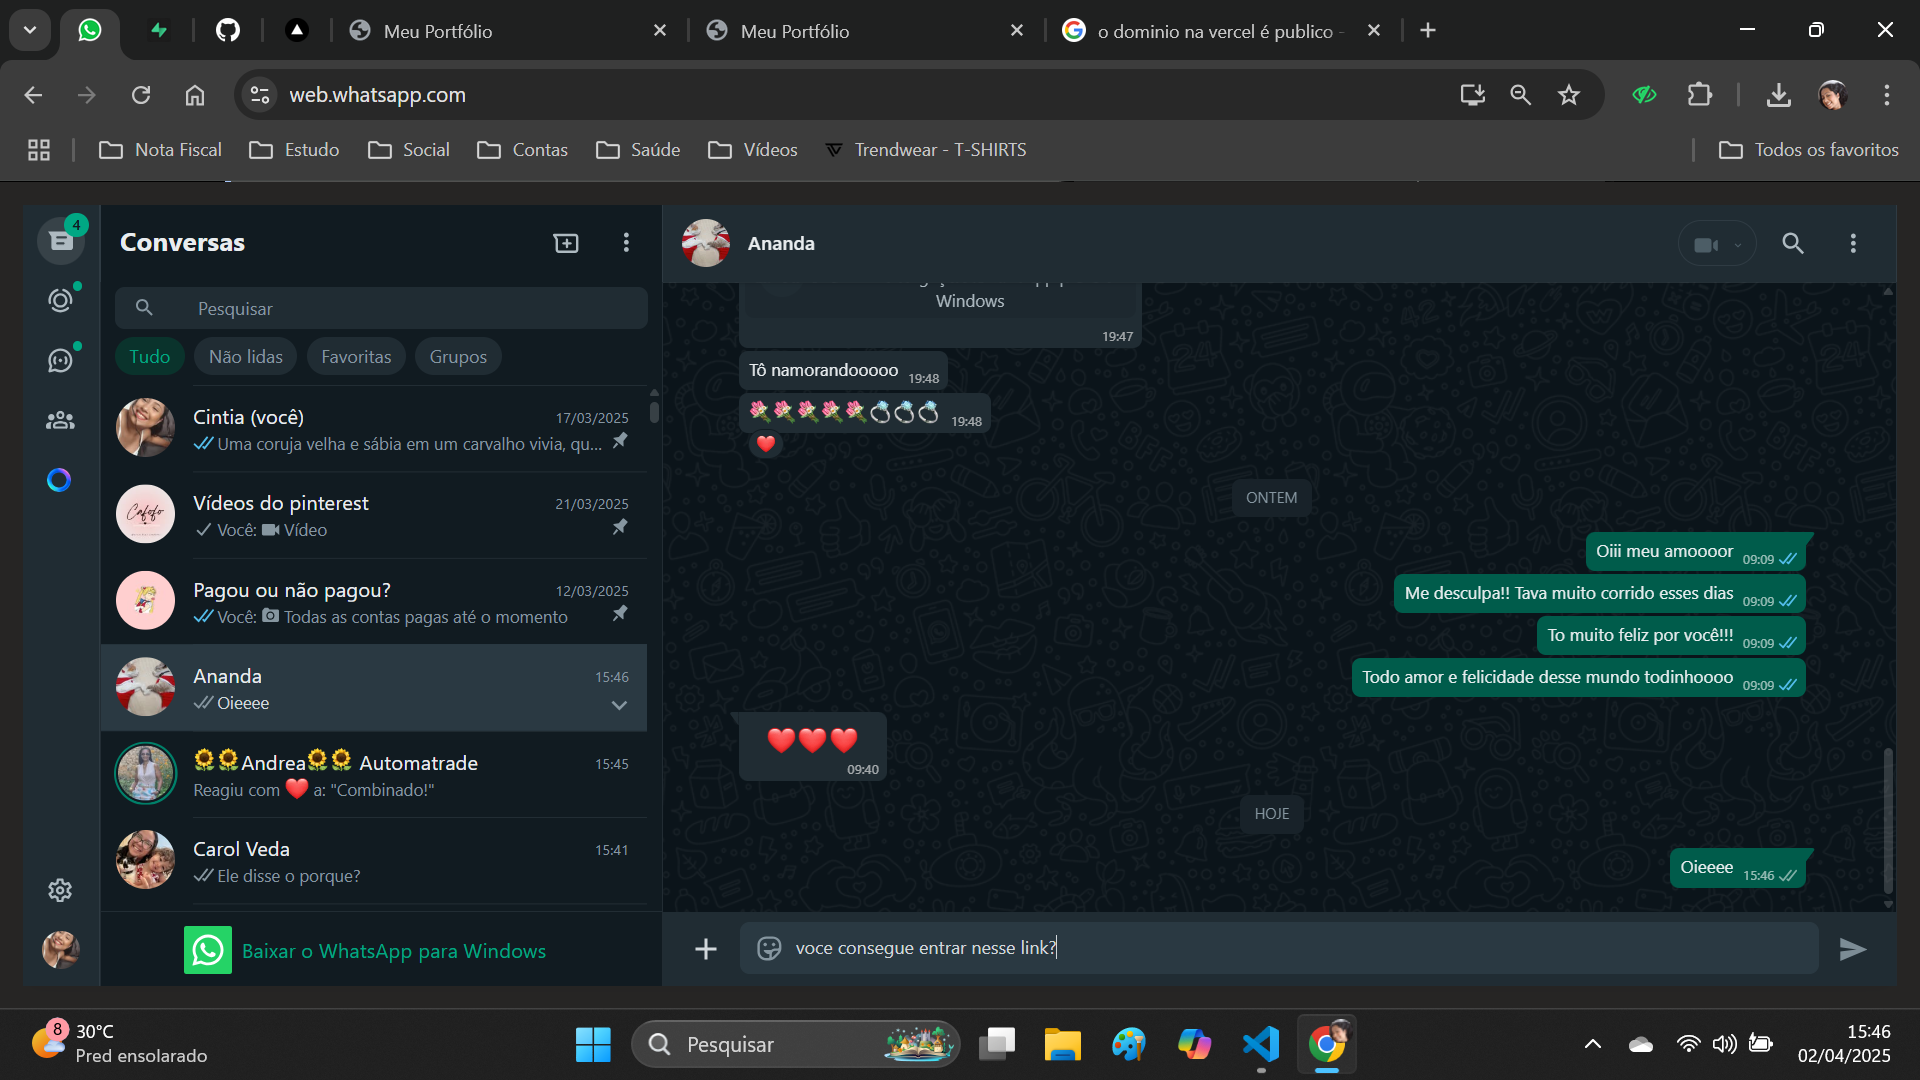 Meu Portfólio
Meu Portfólio
o dominio na vercel é publico -
web.whatsapp.com
Nota Fiscal
Estudo
Social
Contas
Saúde
Vídeos
Trendwear - T-SHIRTS
Todos os favoritos
4
Conversas
Pesquisar
Tudo
Não lidas
Favoritas
Grupos
Cintia (você)
17/03/2025
Uma coruja velha e sábia em um carvalho vivia, qu...
Cafofo
Vídeos do pinterest
21/03/2025
Você: Vídeo
Pagou ou não pagou?
12/03/2025
Você: Todas as contas pagas até o momento
Ananda
15:46
Oieeee
🌻🌻Andrea🌻🌻 Automatrade
15:45
Reagiu com ❤️ a: "Combinado!"
Carol Veda
15:41
Ele disse o porque?
Baixar o WhatsApp para Windows
Ananda
Windows
19:47
Tô namorandooooo 19:48
💐💐💐💐💐💍💍💍 19:48
❤️
ONTEM
Oiii meu amoooor 09:09
Me desculpa!! Tava muito corrido esses dias 09:09
To muito feliz por você!!! 09:09
Todo amor e felicidade desse mundo todinhoooo 09:09
❤️❤️❤️
09:40
HOJE
Oieeee 15:46
voce consegue entrar nesse link?
8
30°C
Pred ensolarado
Pesquisar
15:46
02/04/2025